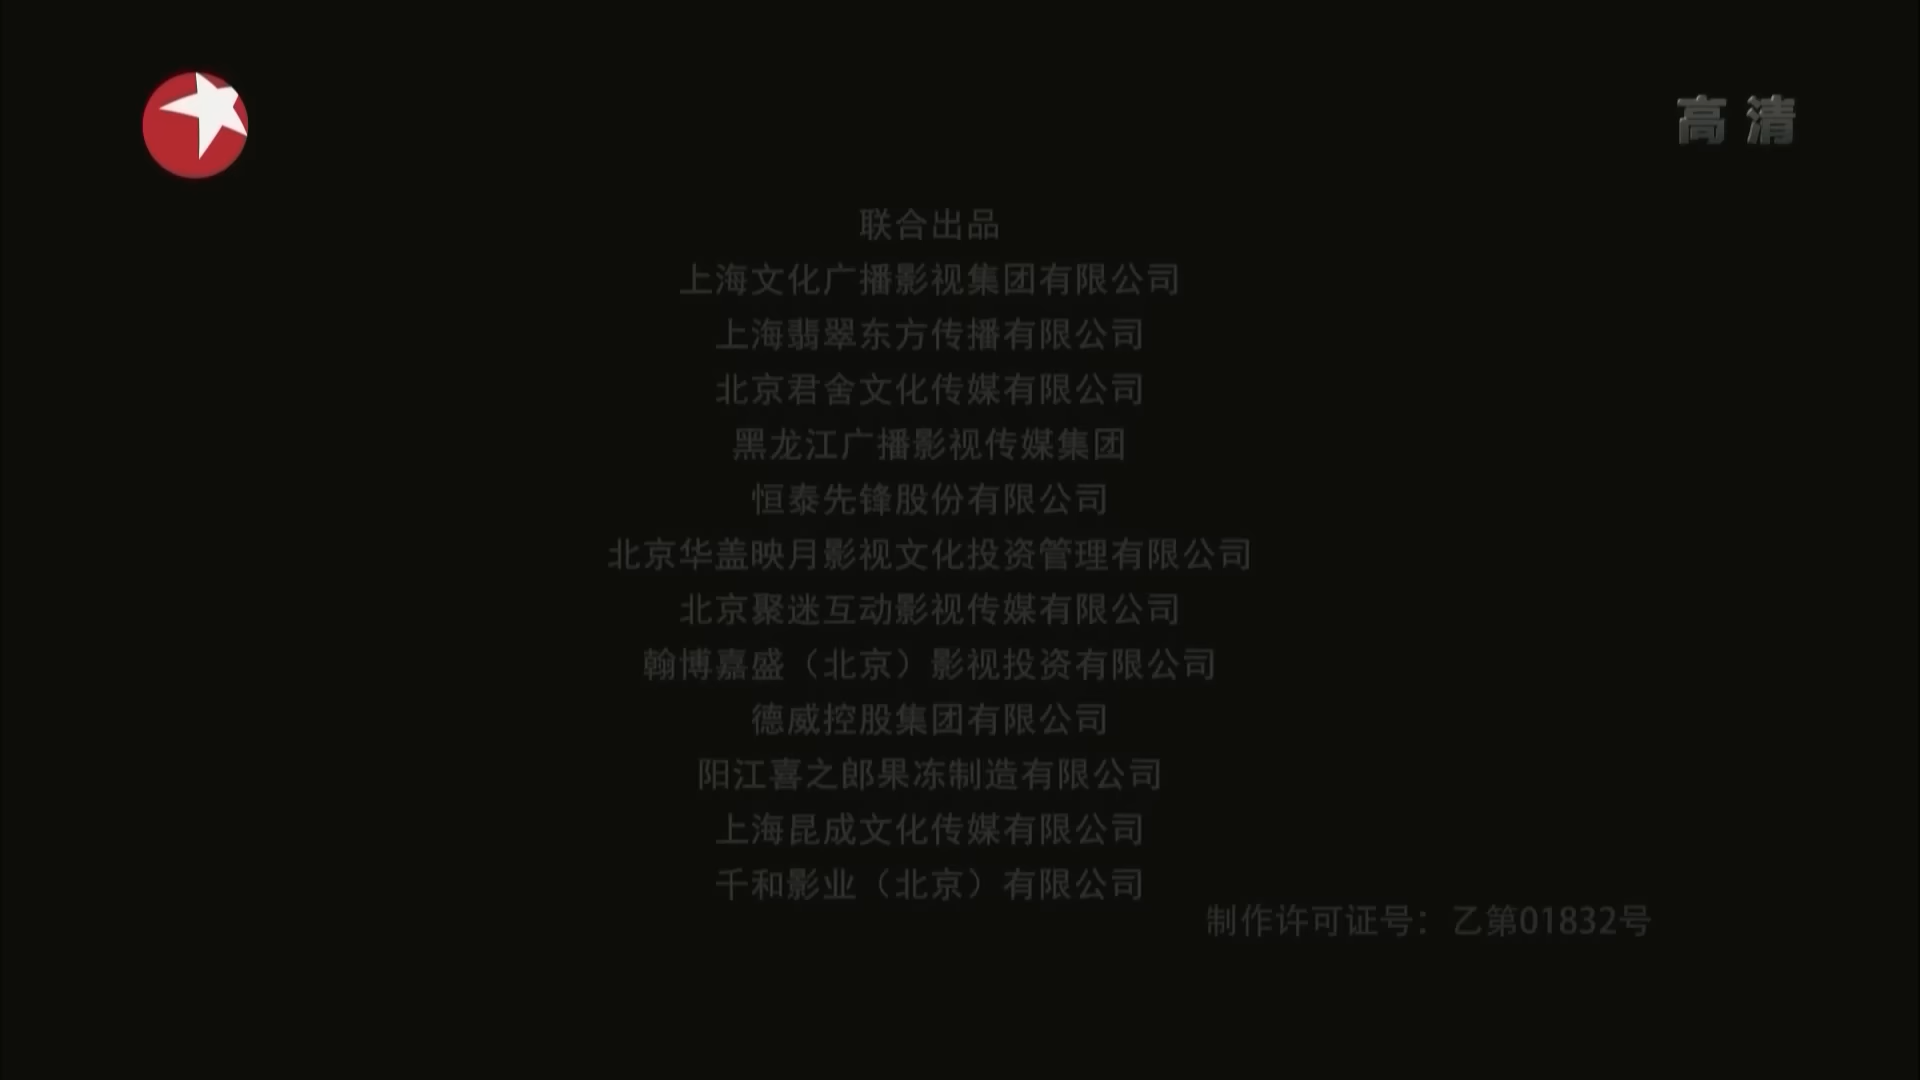 高清
联合出品
上海文化广播影视集团有限公司
上海翡翠东方传播有限公司
北京君舍文化传媒有限公司
黑龙江广播影视传媒集团
恒泰先锋股份有限公司
北京华盖映月影视文化投资管理有限公司
北京聚迷互动影视传媒有限公司
翰博嘉盛（北京）影视投资有限公司
德威控股集团有限公司
阳江喜之郎果冻制造有限公司
上海昆成文化传媒有限公司
千和影业（北京）有限公司
制作许可证号：乙第01832号